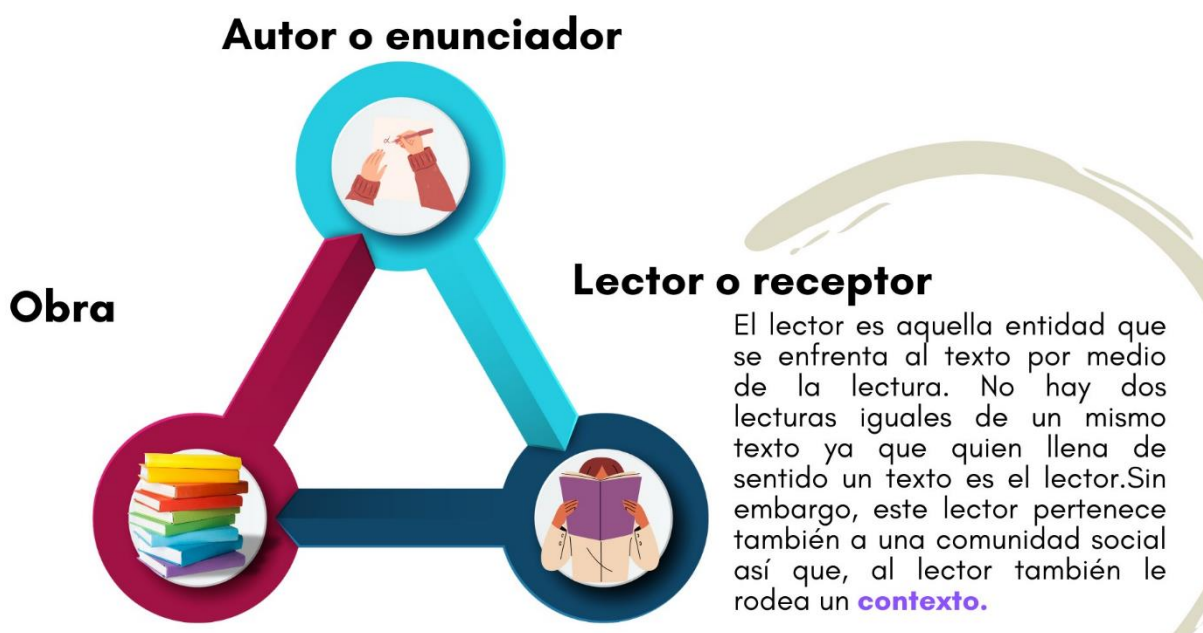 Autor o enunciador
Obra
Lector o receptor
El lector es aquella entidad que
se enfrenta al texto por medio
de la lectura. No hay dos
lecturas iguales de un mismo
texto ya que quien llena de
sentido un texto es el lector.Sin
embargo, este lector pertenece
también a una comunidad social
así que, al lector también le
rodea un contexto.